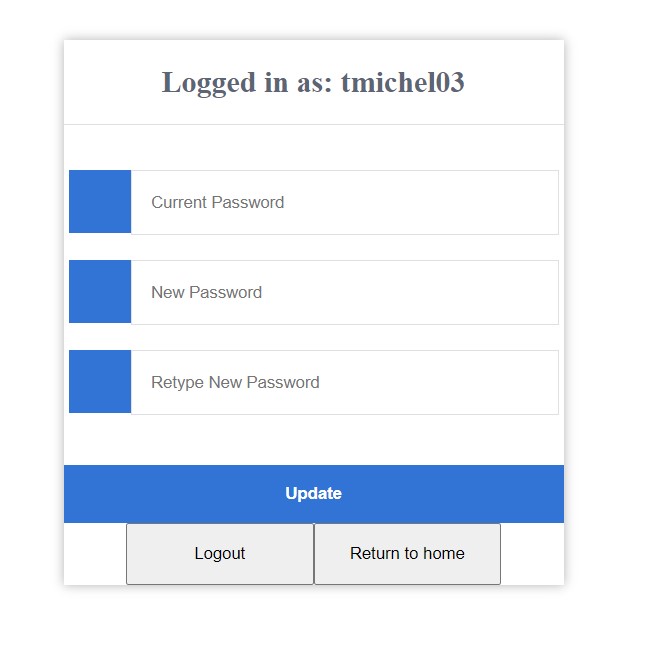 Logged in as: tmichel03
Current Password
New Password
Retype New Password
Update
Logout Return to home